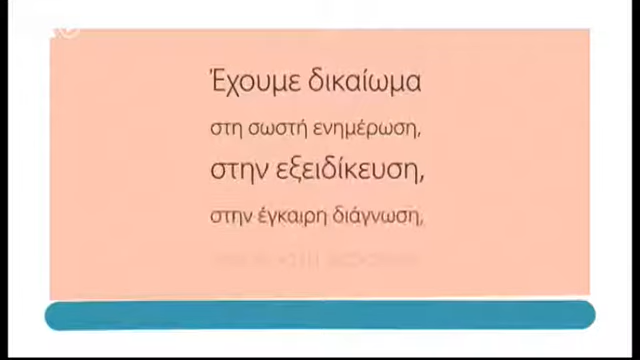 Έχουμε δικαίωμα
στη σωστή ενημέρωση,
στην εξειδίκευση,
στην έγκαιρη διάγνωση,